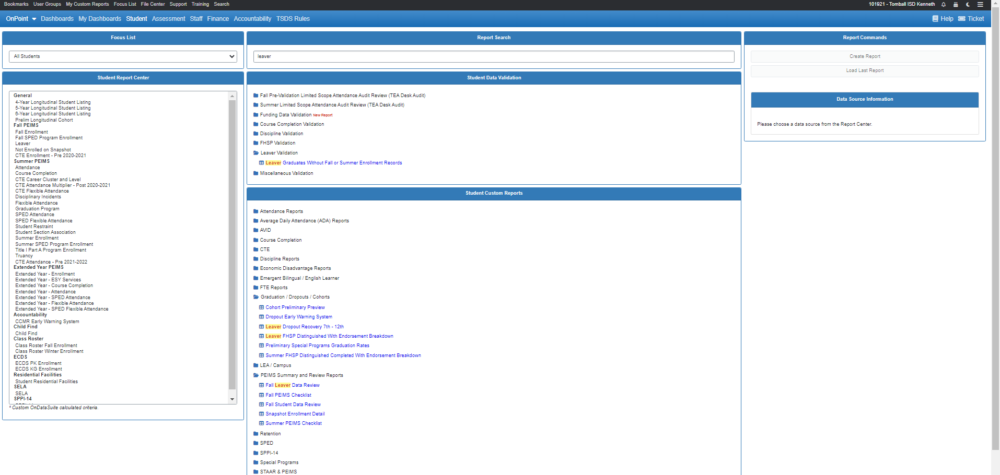 Bookmarks User Groups My Custom Reports Focus List File Center Support Training Search 101921 - Tomball ISD Kenneth
OnPoint Dashboards My Dashboards Student Assessment Staff Finance Accountability TSDS Rules Help Ticket
Focus List
All Students
Student Report Center
General
4-Year Longitudinal Student Listing
5-Year Longitudinal Student Listing
6-Year Longitudinal Student Listing
Prelim Longitudinal Cohort
Fall PEIMS
Fall Enrollment
Fall SPED Program Enrollment
Leaver
Not Enrolled on Snapshot
CTE Enrollment - Pre 2020-2021
Summer PEIMS
Attendance
Course Completion
CTE Career Cluster and Level
CTE Attendance Multiplier - Post 2020-2021
CTE Flexible Attendance
Disciplinary Incidents
Flexible Attendance
Graduation Program
SPED Attendance
SPED Flexible Attendance
Student Restraint
Student Section Association
Summer Enrollment
Summer SPED Program Enrollment
Title I Part A Program Enrollment
Truancy
CTE Attendance - Pre 2021-2022
Extended Year PEIMS
Extended Year - Enrollment
Extended Year - ESY Services
Extended Year - Course Completion
Extended Year - Attendance
Extended Year - SPED Attendance
Extended Year - Flexible Attendance
Extended Year - SPED Flexible Attendance
Accountability
CCMR Early Warning System
Child Find
Child Find
Class Roster
Class Roster Fall Enrollment
Class Roster Winter Enrollment
ECDS
ECDS PK Enrollment
ECDS KG Enrollment
Residential Facilities
Student Residential Facilities
SELA
SELA
SPPI-14
* Custom OnDataSuite calculated criteria.
Report Search
leaver
Student Data Validation
Fall Pre-Validation Limited Scope Attendance Audit Review (TEA Desk Audit)
Summer Limited Scope Attendance Audit Review (TEA Desk Audit)
Funding Data Validation New Report
Course Completion Validation
Discipline Validation
FHSP Validation
Leaver Validation
Leaver Graduates Without Fall or Summer Enrollment Records
Miscellaneous Validation
Student Custom Reports
Attendance Reports
Average Daily Attendance (ADA) Reports
AVID
Course Completion
CTE
Discipline Reports
Economic Disadvantage Reports
Emergent Bilingual / English Learner
FTE Reports
Graduation / Dropouts / Cohorts
Cohort Preliminary Preview
Dropout Early Warning System
Leaver Dropout Recovery 7th - 12th
Leaver FHSP Distinguished With Endorsement Breakdown
Preliminary Special Programs Graduation Rates
Summer FHSP Distinguished Completed With Endorsement Breakdown
LEA / Campus
PEIMS Summary and Review Reports
Fall Leaver Data Review
Fall PEIMS Checklist
Fall Student Data Review
Snapshot Enrollment Detail
Summer PEIMS Checklist
Retention
SPED
SPPI-14
Special Programs
STAAR & PEIMS
Report Commands
Create Report
Load Last Report
Data Source Information
Please choose a data source from the Report Center.